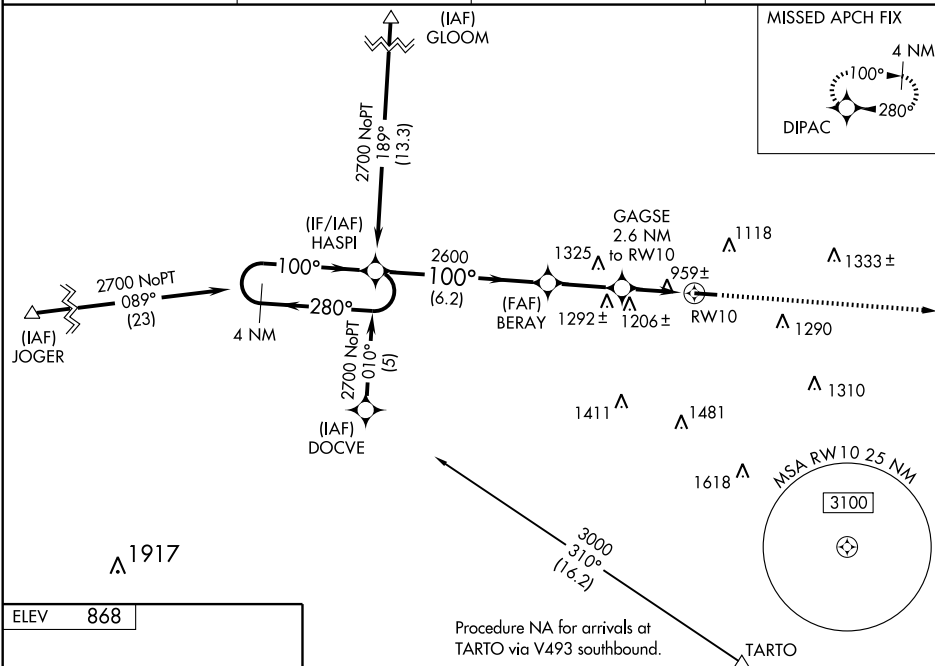 (IAF)
GLOOM
MISSED APCH FIX
4 NM
100°
280°
DIPAC
2700 NoPT
189°
(13.3)
(IF/IAF)
HASPI
GAGSE
2.6 NM
to RW10
1325
1118
1333±
2600
100°
(6.2)
100°
959±
2700 NoPT
089°
(23)
280°
(FAF)
BERAY
1292±
1206±
RW10
1290
(IAF)
JOGER
4 NM
2700 NoPT
010°
(5)
(IAF)
DOCVE
1310
1411
1481
1618
MSA RW10 25 NM
3100
3000
310°
(16.2)
1917
ELEV 868
Procedure NA for arrivals at
TARTO via V493 southbound.
TARTO